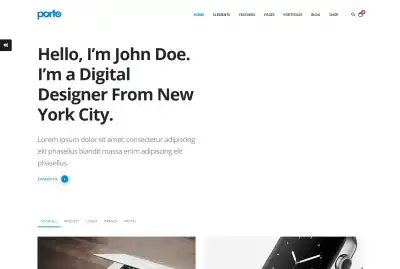 porto
HOME ELEMENTS FEATURES PAGES PORTFOLIO BLOG SHOP
Hello, I'm John Doe.
I'm a Digital
Designer From New
York City.
Lorem ipsum dolor sit amet, consectetur adipiscing
elit phasellus blandit massa enim adipiscing elit
phasellus.
Contact Us
SHOW ALL PRODUCTS LOGOS BRANDS